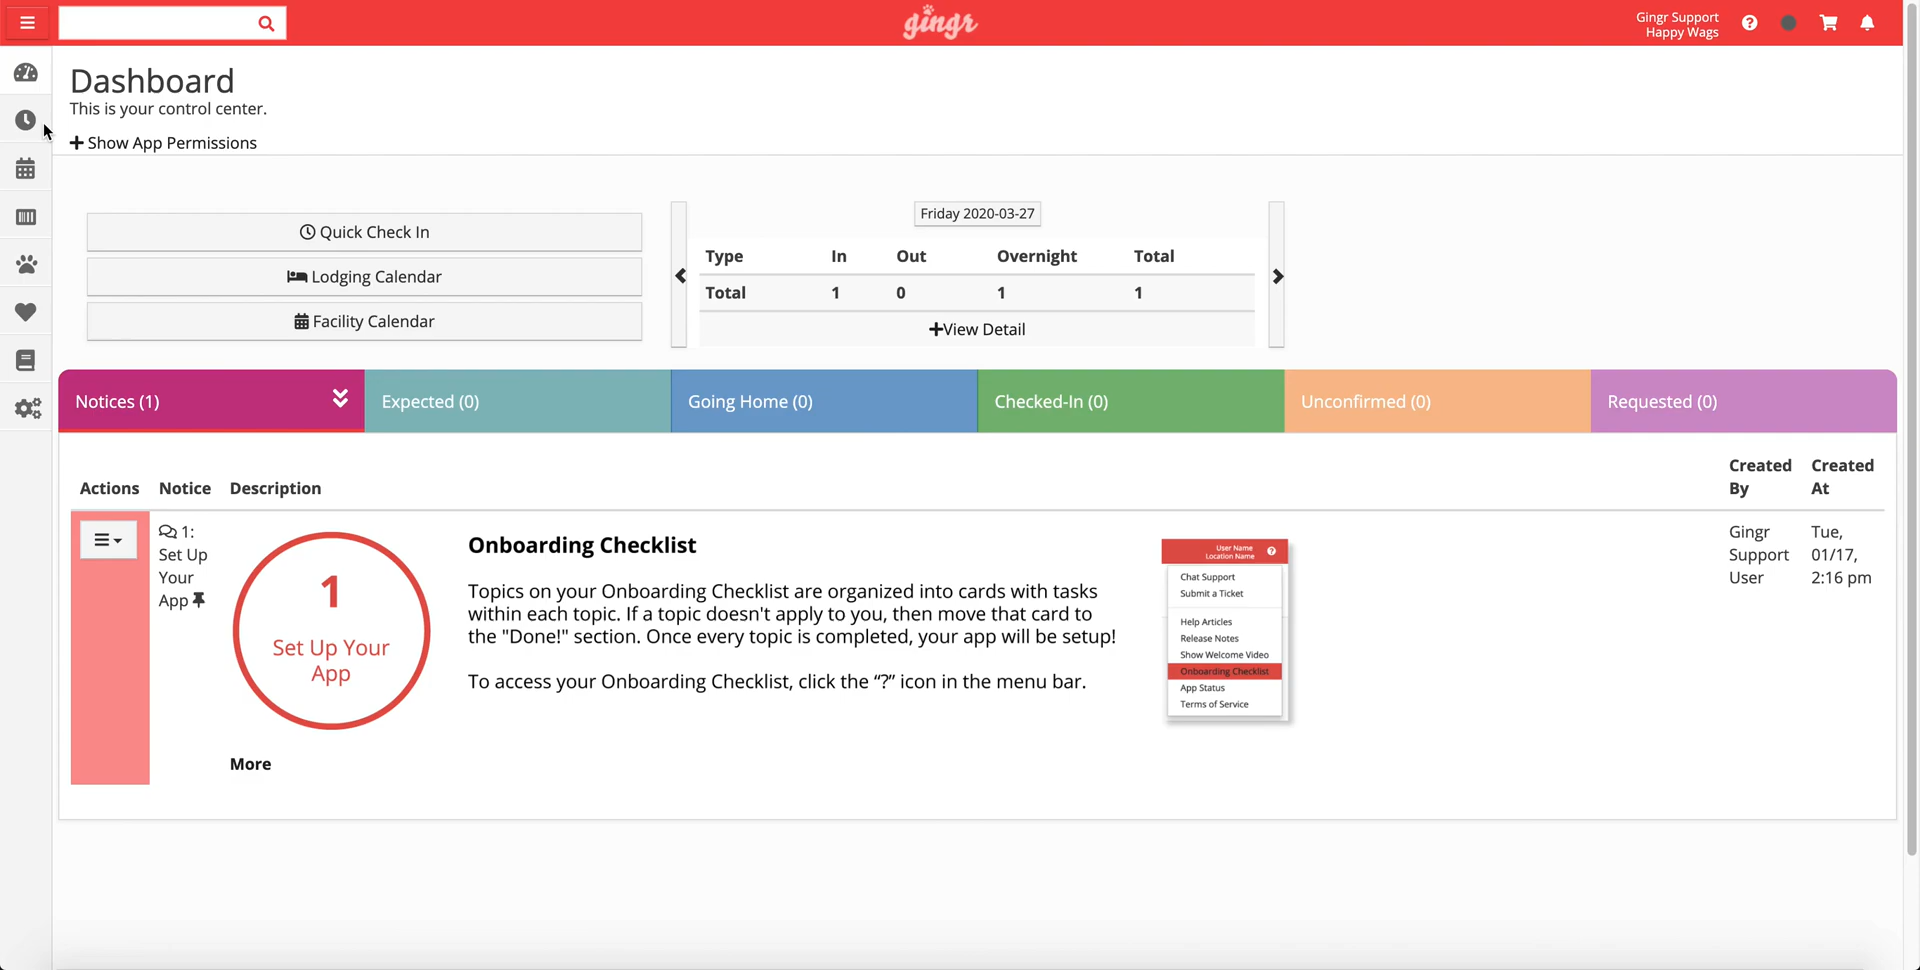 gingr
Gingr Support
Happy Wags
Dashboard
This is your control center.
Show App Permissions
Quick Check In
Lodging Calendar
Facility Calendar
Friday 2020-03-27
Type In Out Overnight Total
Total 1 0 1 1
View Detail
Notices (1)
Expected (0)
Going Home (0)
Checked-In (0)
Unconfirmed (0)
Requested (0)
Actions Notice Description
Created
By
Created
At
1:
Set Up
Your
App
1
Set Up Your
App
Onboarding Checklist
Topics on your Onboarding Checklist are organized into cards with tasks
within each topic. If a topic doesn't apply to you, then move that card to
the "Done!" section. Once every topic is completed, your app will be setup!
To access your Onboarding Checklist, click the “?” icon in the menu bar.
User Name
Location Name
?
Chat Support
Submit a Ticket
Help Articles
Release Notes
Show Welcome Video
Onboarding Checklist
App Status
Terms of Service
Gingr
Support
User
Tue,
01/17,
2:16 pm
More